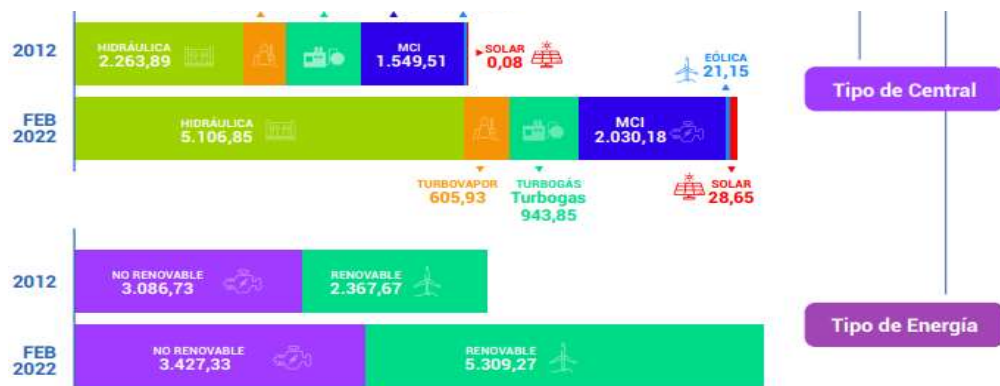 2012
HIDRÁULICA
2.263,89
MCI
1.549,51
SOLAR
0,08
EÓLICA
21,15
Tipo de Central
FEB
2022
HIDRÁULICA
5.106,85
MCI
2.030,18
TURBOVAPOR
605,93
TURBOGÁS
Turbogas
943,85
SOLAR
28,65
2012
NO RENOVABLE
3.086,73
RENOVABLE
2.367,67
Tipo de Energía
FEB
2022
NO RENOVABLE
3.427,33
RENOVABLE
5.309,27